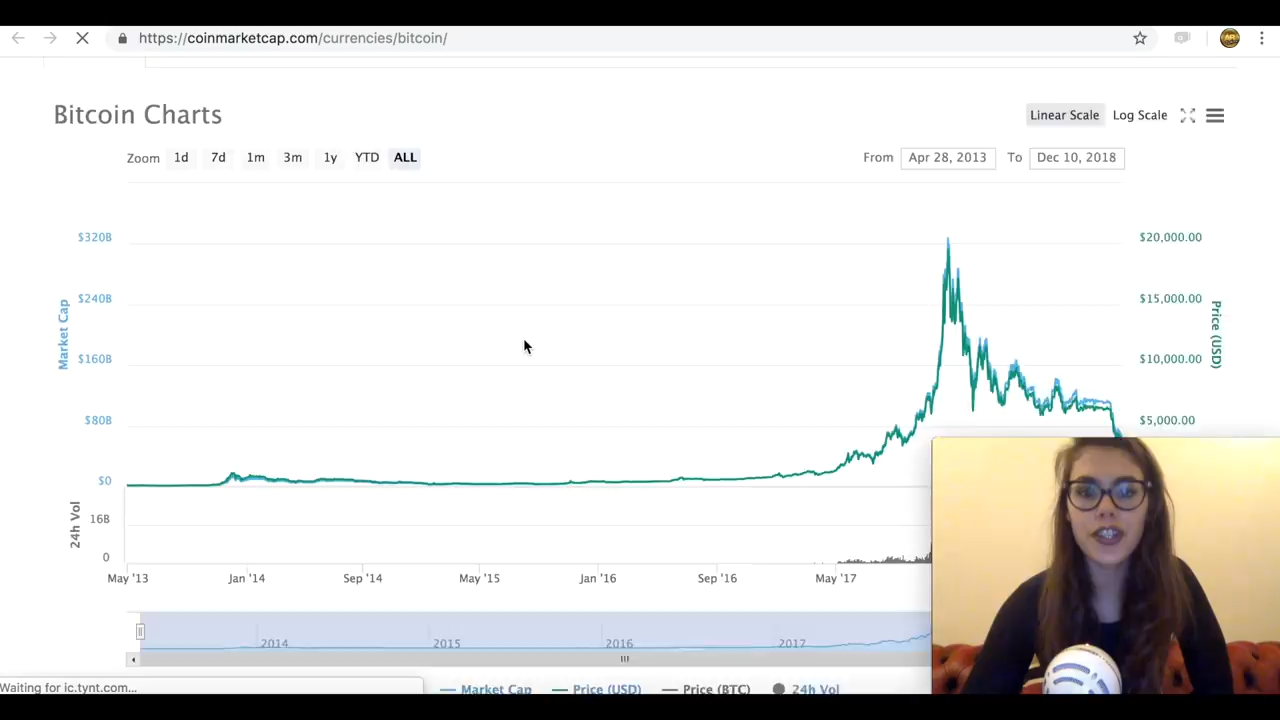 https://coinmarketcap.com/currencies/bitcoin/
Bitcoin Charts
Linear Scale Log Scale
Zoom 1d 7d 1m 3m 1y YTD ALL
From Apr 28, 2013 To Dec 10, 2018
$320B $20,000.00
$240B $15,000.00
Market Cap
Price (USD)
$160B $10,000.00
$80B $5,000.00
$0
24h Vol
16B
0
May '13 Jan '14 Sep '14 May '15 Jan '16 Sep '16 May '17
2014 2015 2016 2017
Waiting for ic.tynt.com...
Market Cap Price (USD) Price (BTC) 24h Vol